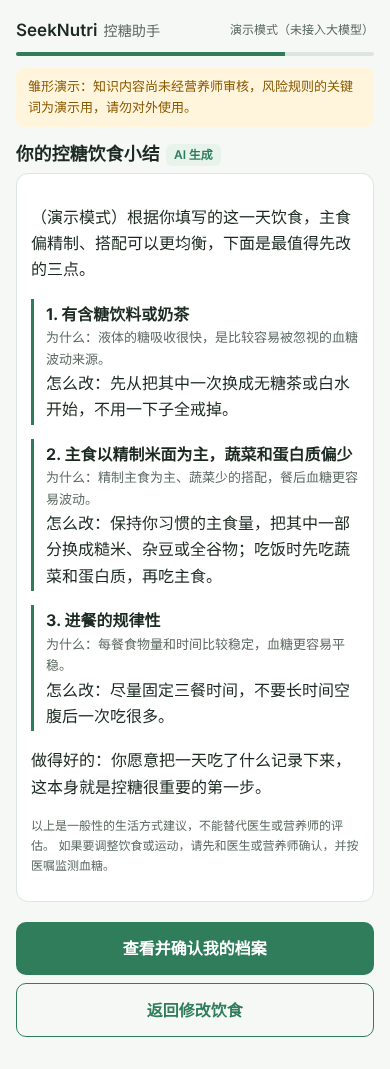 SeekNutri 控糖助手
演示模式（未接入大模型）
雏形演示：知识内容尚未经营养师审核，风险规则的关键
词为演示用，请勿对外使用。
你的控糖饮食小结 AI 生成
（演示模式）根据你填写的这一天饮食，主食
偏精制、搭配可以更均衡，下面是最值得先改
的三点。
1. 有含糖饮料或奶茶
为什么：液体的糖吸收很快，是比较容易被忽视的血糖
波动来源。
怎么改：先从把其中一次换成无糖茶或白水
开始，不用一下子全戒掉。
2. 主食以精制米面为主，蔬菜和蛋白质偏少
为什么：精制主食为主、蔬菜少的搭配，餐后血糖更容
易波动。
怎么改：保持你习惯的主食量，把其中一部
分换成糙米、杂豆或全谷物；吃饭时先吃蔬
菜和蛋白质，再吃主食。
3. 进餐的规律性
为什么：每餐食物量和时间比较稳定，血糖更容易平
稳。
怎么改：尽量固定三餐时间，不要长时间空
腹后一次吃很多。
做得好的：你愿意把一天吃了什么记录下来，
这本身就是控糖很重要的第一步。
以上是一般性的生活方式建议，不能替代医生或营养师的评
估。 如果要调整饮食或运动，请先和医生或营养师确认，并按
医嘱监测血糖。
查看并确认我的档案
返回修改饮食